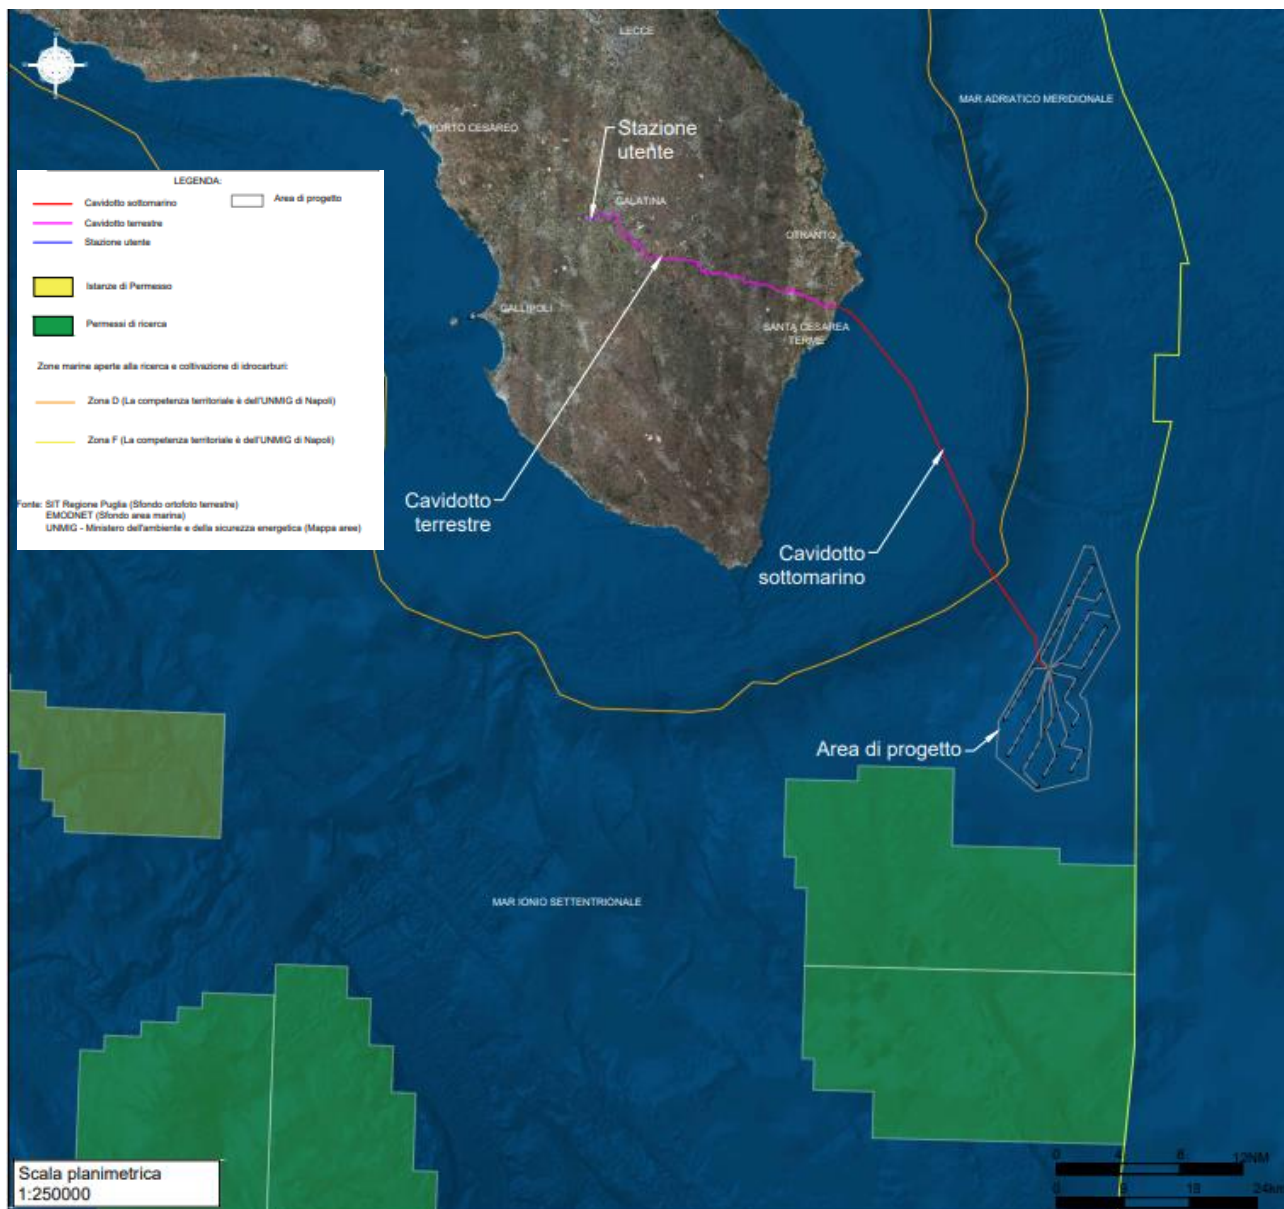 LECCE
MAR ADRIATICO MERIDIONALE
PORTO CESAREO
Stazione
utente
LEGENDA:
Cavidotto sottomarino
Area di progetto
Cavidotto terrestre
Stazione utente
Istanze di Permesso
Permessi di ricerca
Zone marine aperte alla ricerca e coltivazione di idrocarburi:
Zona D (La competenza territoriale è dell'UNMIG di Napoli)
Zona F (La competenza territoriale è dell'UNMIG di Napoli)
Fonte: SIT Regione Puglia (Sfondo ortofoto terrestre)
EMODNET (Sfondo area marina)
UNMIG - Ministero dell'ambiente e della sicurezza energetica (Mappa aree)
GALATINA
OTRANTO
GALLIPOLI
SANTA CESAREA
TERME
Cavidotto
terrestre
Cavidotto
sottomarino
Area di progetto
MAR IONIO SETTENTRIONALE
Scala planimetrica
1:250000
0 4 8 12NM
18 24km